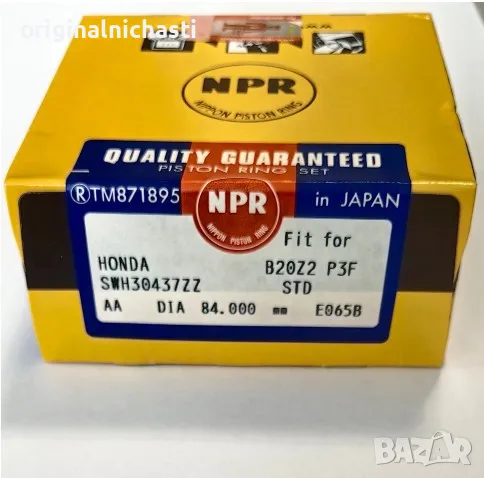 originalnichasti
NPR
NIPPON PISTON RING
QUALITY GUARANTEED
PISTON RING SET
®TM871895
NPR
NIPPON PISTON RING
in JAPAN
Fit for
HONDA B20Z2 P3F
SWH30437ZZ STD
AA DIA 84.000 mm E065B
BAZAR